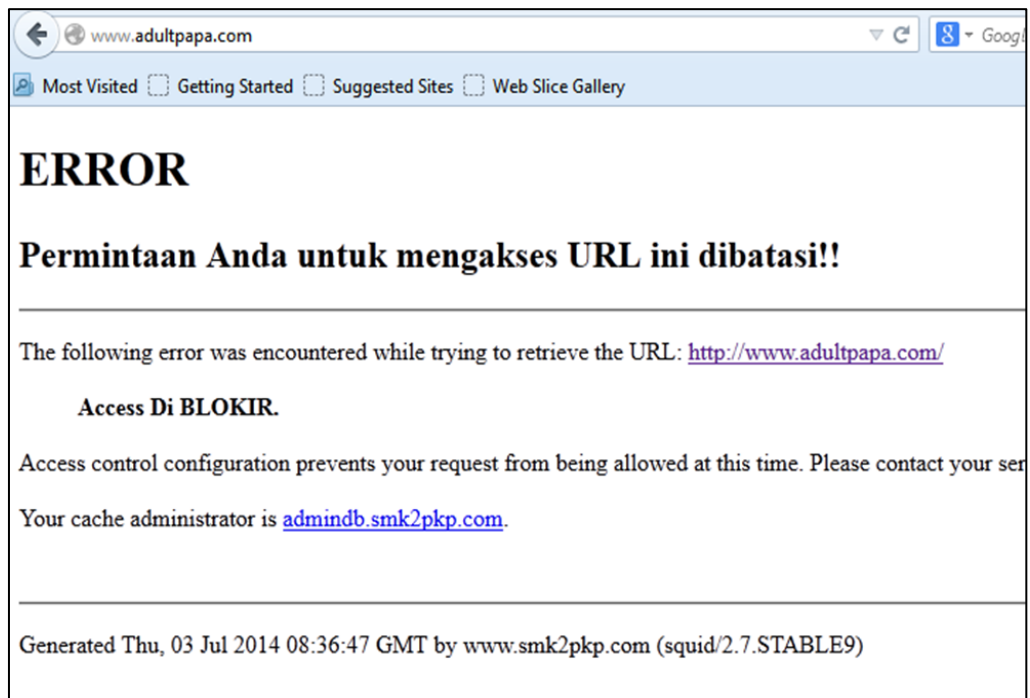 www.adultpapa.com
8 Googl
Most Visited Getting Started Suggested Sites Web Slice Gallery
ERROR
Permintaan Anda untuk mengakses URL ini dibatasi!!
The following error was encountered while trying to retrieve the URL: http://www.adultpapa.com/
Access Di BLOKIR.
Access control configuration prevents your request from being allowed at this time. Please contact your ser
Your cache administrator is admindb.smk2pkp.com.
Generated Thu, 03 Jul 2014 08:36:47 GMT by www.smk2pkp.com (squid/2.7.STABLE9)